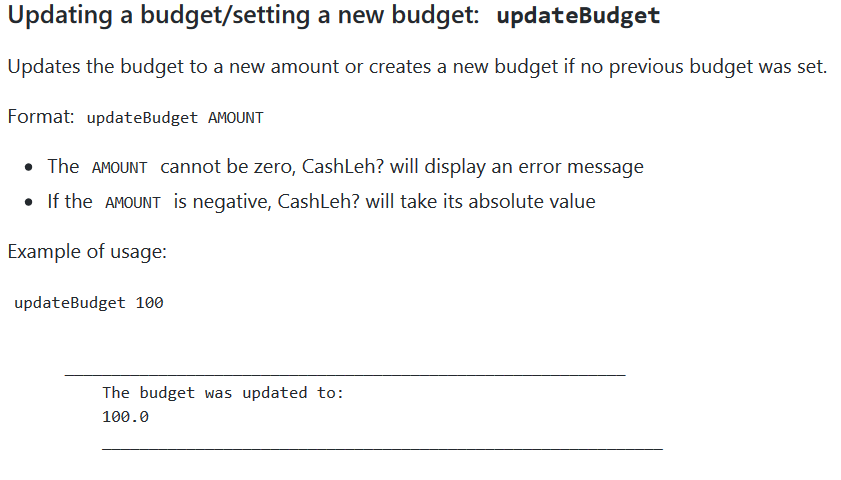 Updating a budget/setting a new budget: updateBudget
Updates the budget to a new amount or creates a new budget if no previous budget was set.
Format: updateBudget AMOUNT
• The AMOUNT cannot be zero, CashLeh? will display an error message
• If the AMOUNT is negative, CashLeh? will take its absolute value
Example of usage:
updateBudget 100
____________________________________________________________
The budget was updated to:
100.0
____________________________________________________________